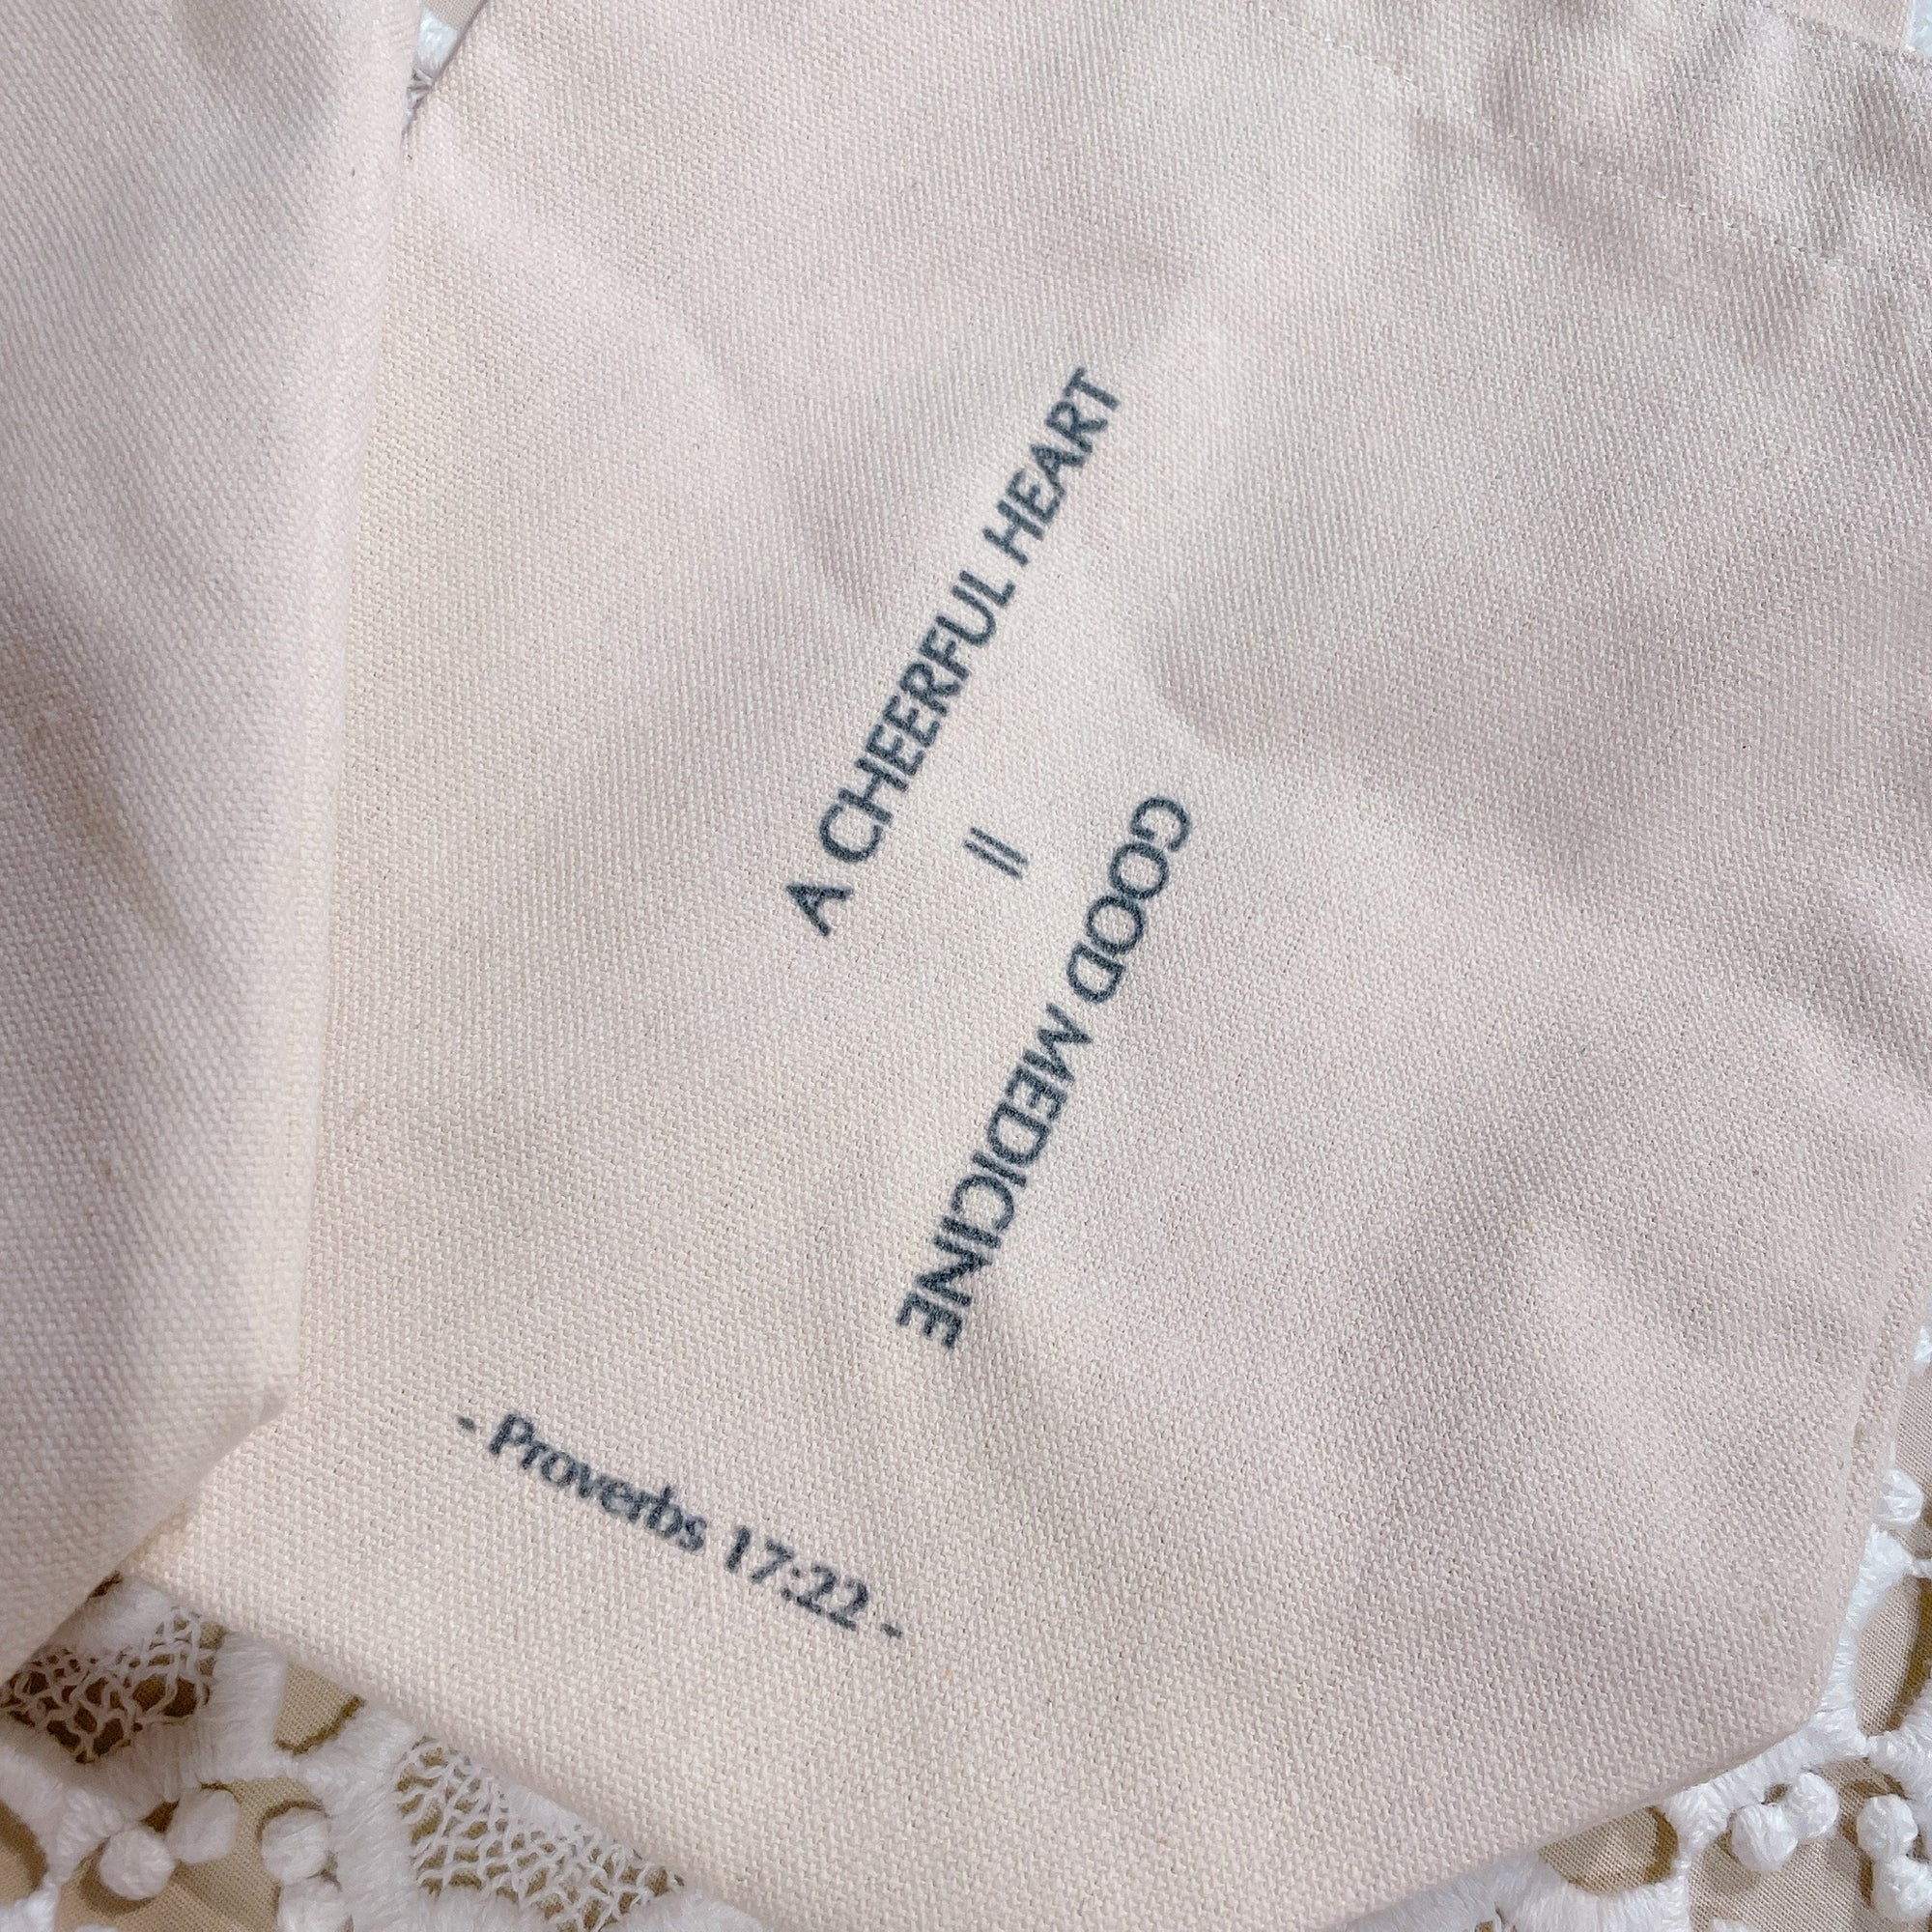 A CHEERFUL HEART
=
GOOD MEDICINE
- Proverbs 17:22 -